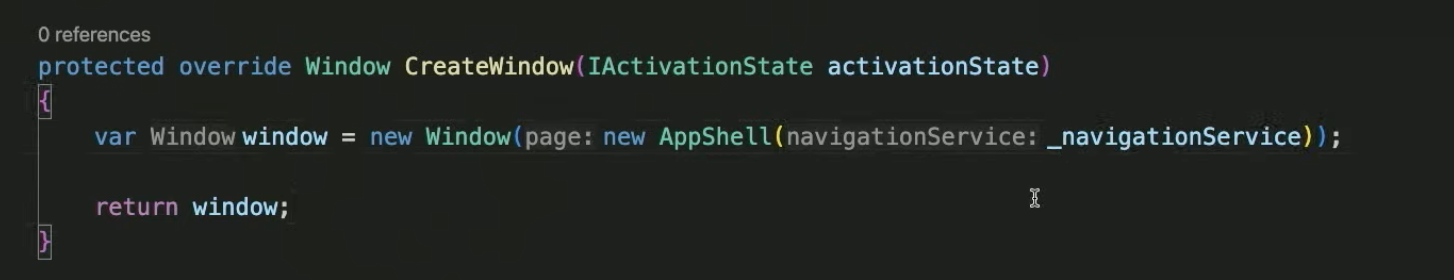 0 references
protected override Window CreateWindow(IActivationState activationState)
{
var Window window = new Window(page: new AppShell(navigationService: _navigationService));
return window;
}